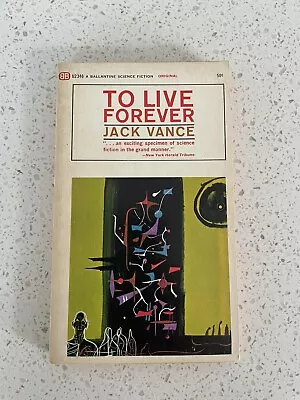 BB U2346 A BALLANTINE SCIENCE FICTION ORIGINAL 50¢
TO LIVE
FOREVER
JACK VANCE
"... an exciting specimen of science
fiction in the grand manner."
—New York Herald Tribune